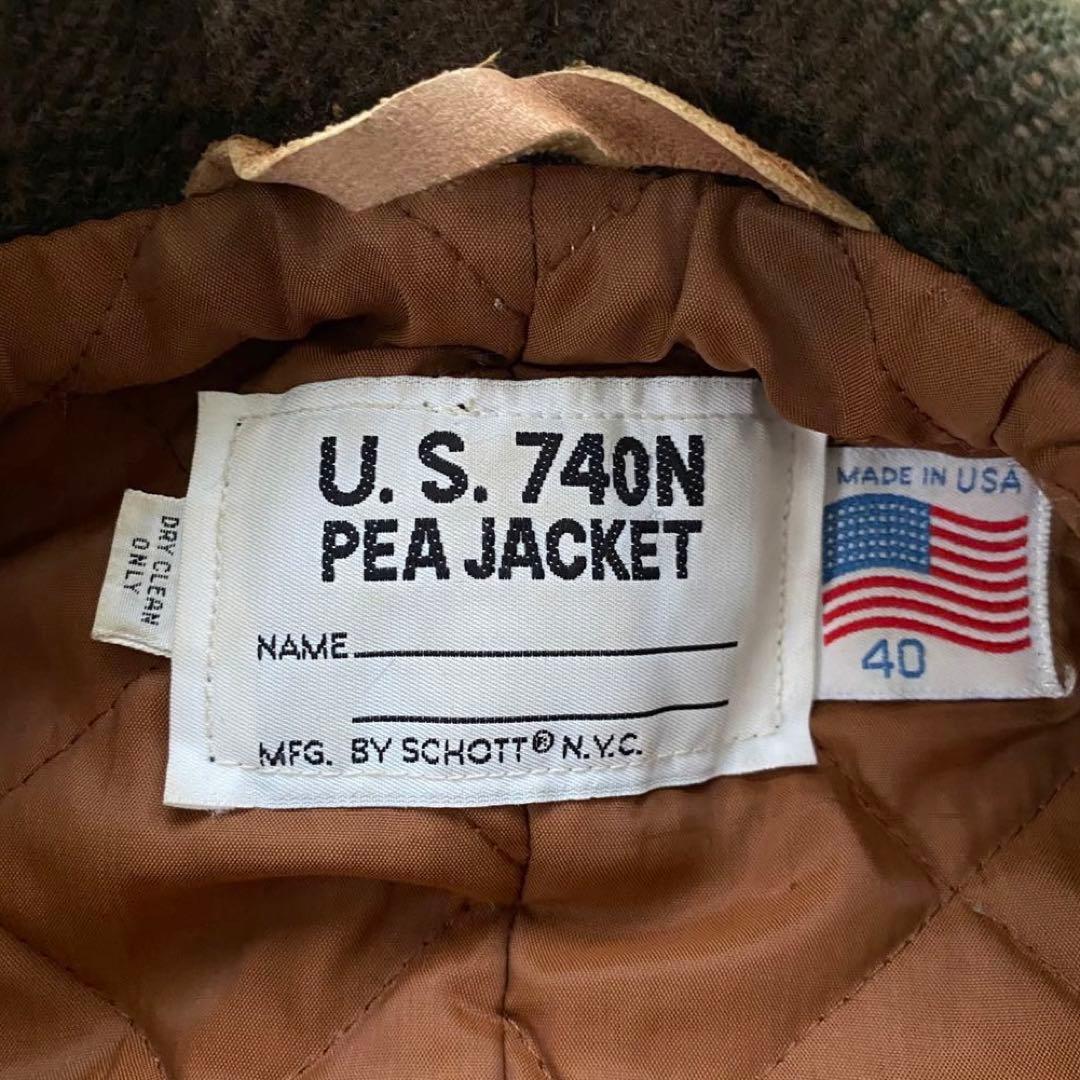 U. S. 740N
PEA JACKET
NAME
MFG. BY SCHOTT® N.Y.C.
DRY CLEAN
ONLY
MADE IN USA
40